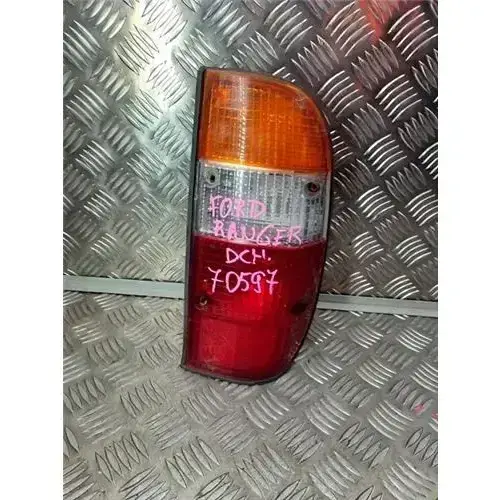 FORD
RANGER
DCH.
70597